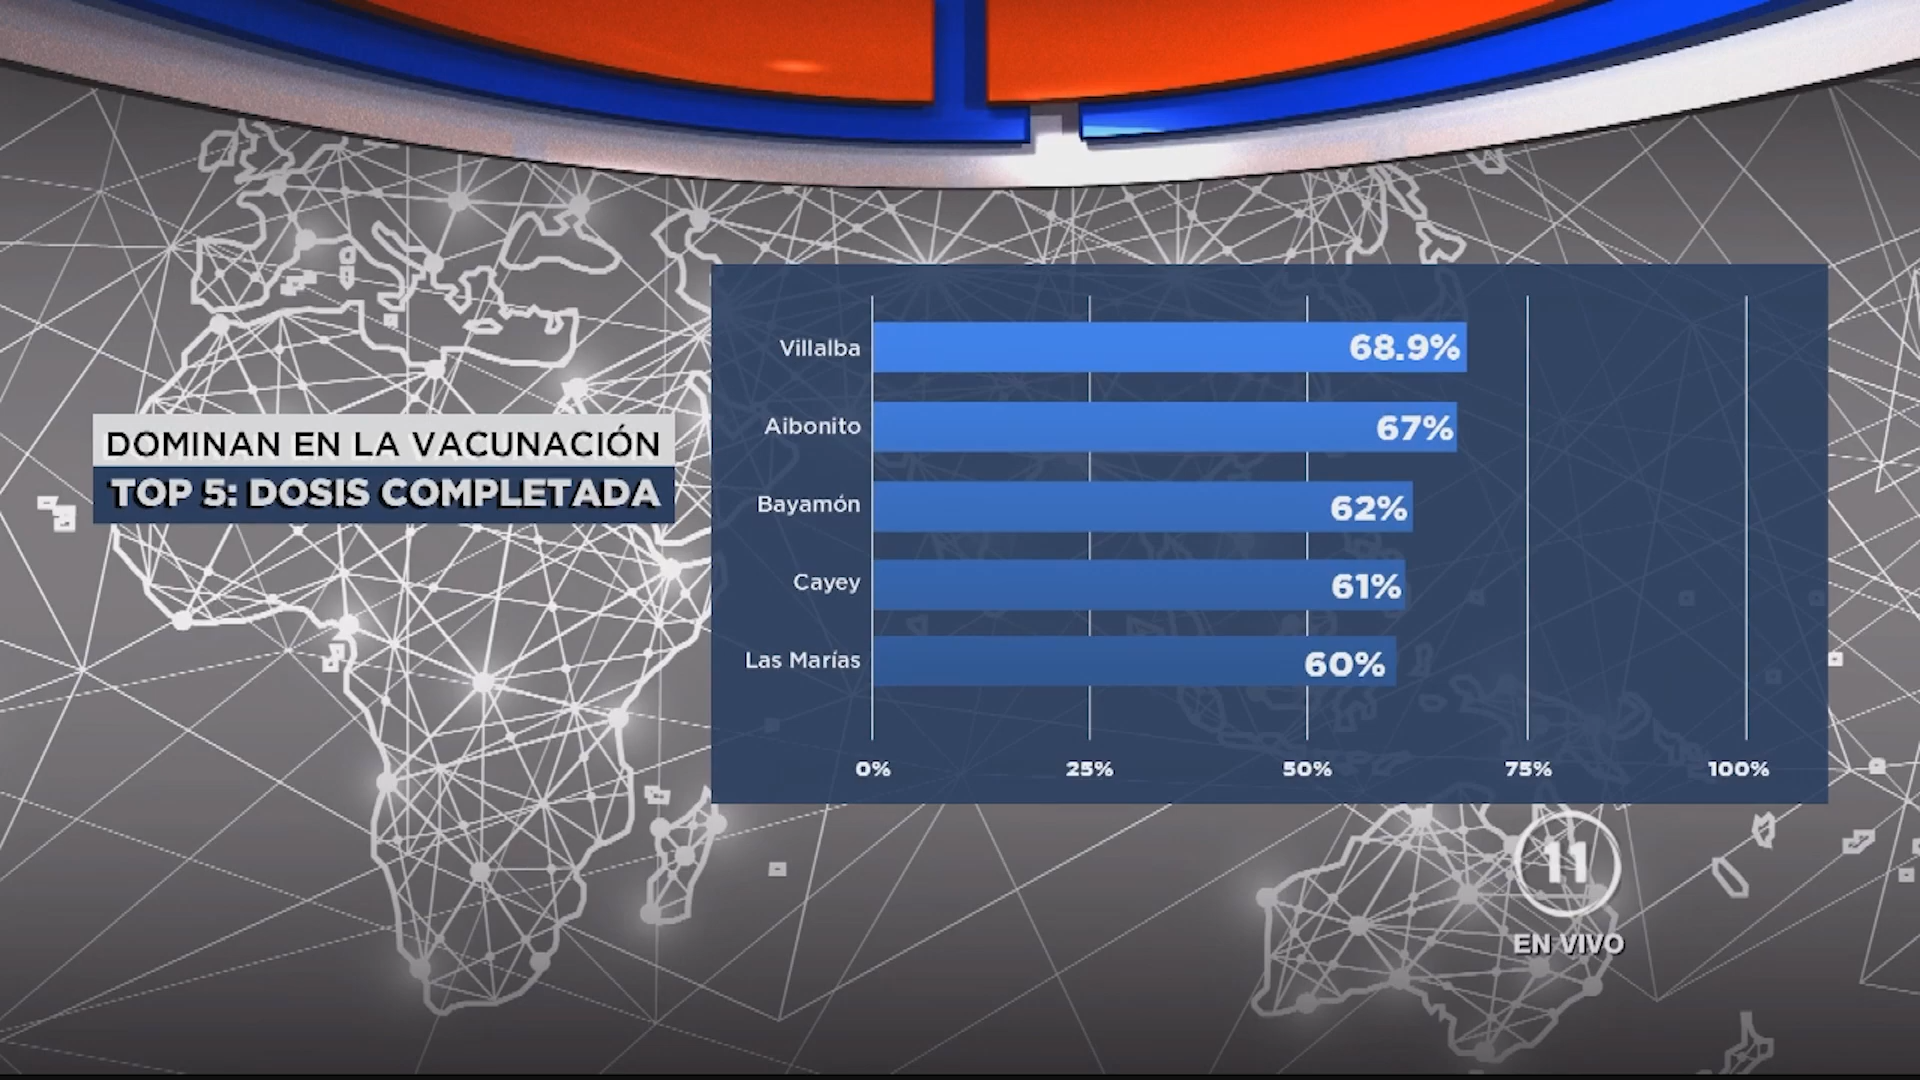 DOMINAN EN LA VACUNACIÓN
TOP 5: DOSIS COMPLETADA
Villalba 68.9%
Aibonito 67%
Bayamón 62%
Cayey 61%
Las Marías 60%
0% 25% 50% 75% 100%
11
EN VIVO